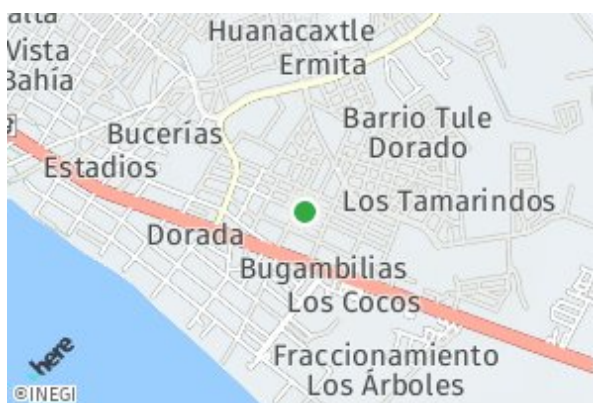 alta
Vista
Bahía
Huanacaxtle
Ermita
Bucerías
Estadios
Barrio Tule
Dorado
Los Tamarindos
Dorada
Bugambilias
Los Cocos
Fraccionamiento
Los Árboles
here
©INEGI